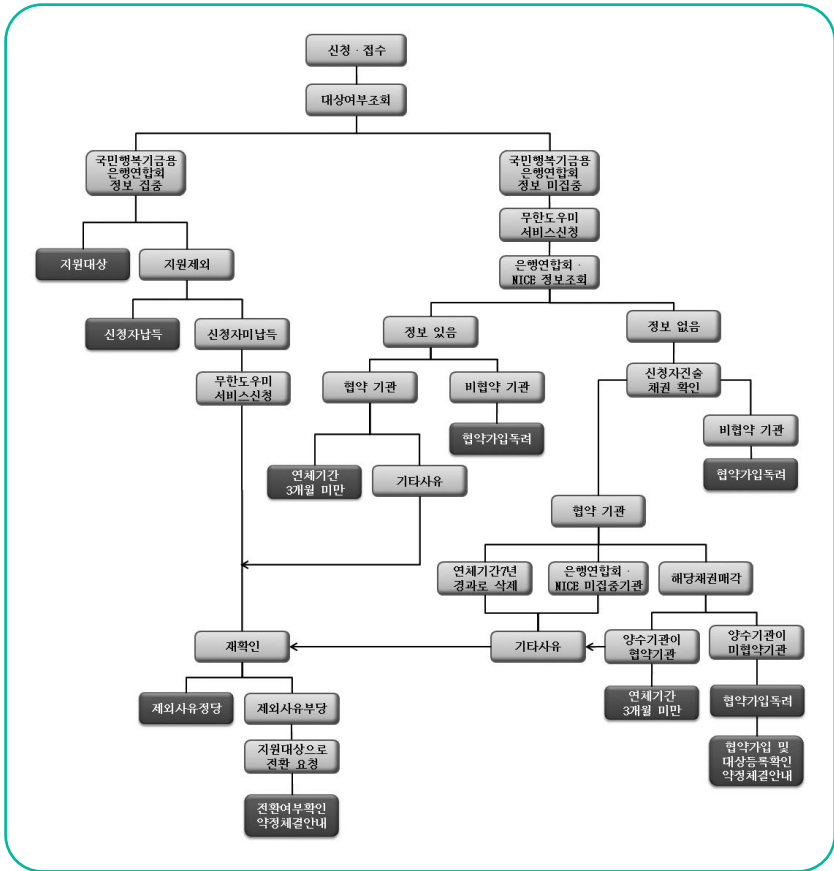 신청 · 접수
대상여부조회
국민행복기금용
은행연합회
정보 집중
국민행복기금용
은행연합회
정보 미집중
무한도우미
서비스신청
지원대상
지원제외
은행연합회 ·
NICE 정보조회
신청자납득
신청자미납득
정보 있음
정보 없음
무한도우미
서비스신청
협약 기관
비협약 기관
신청자진술
채권 확인
협약가입독려
비협약 기관
연체기간
3개월 미만
기타사유
협약가입독려
협약 기관
연체기간7년
경과로 삭제
은행연합회 ·
NICE 미집중기관
해당채권매각
재확인
기타사유
양수기관이
협약기관
양수기관이
미협약기관
제외사유정당
제외사유부당
연체기간
3개월 미만
협약가입독려
지원대상으로
전환 요청
협약가입 및
대상등록확인
약정체결안내
전환여부확인
약정체결안내